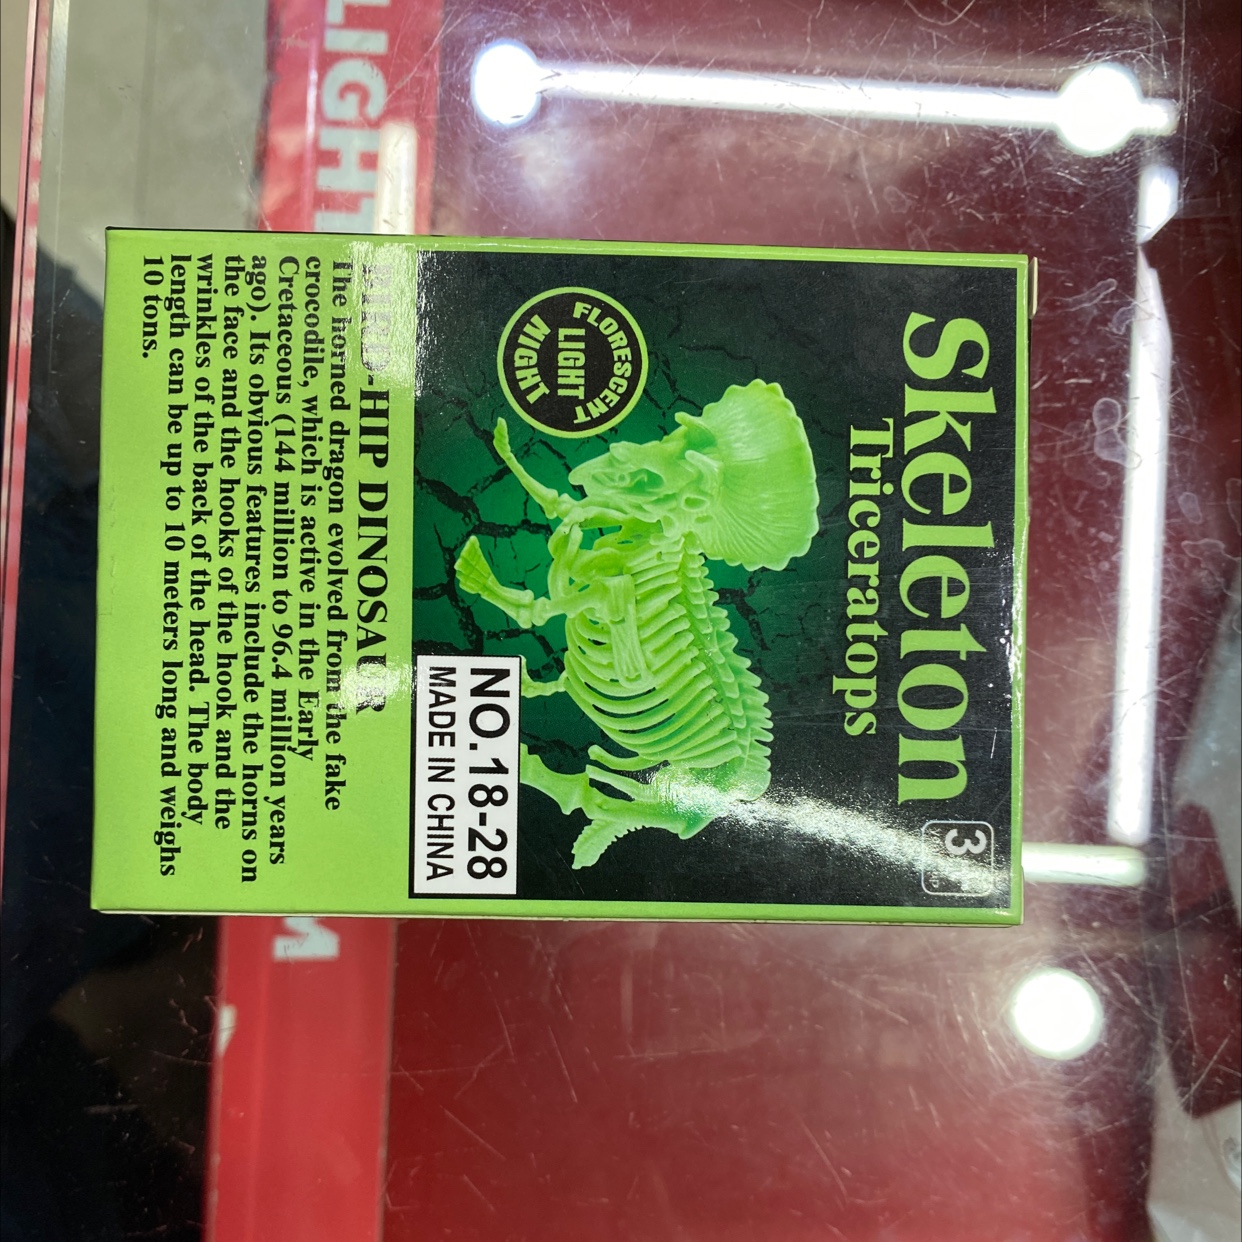 Skeleton
Triceratops
3
FLORESCENT
LIGHT
NIGHT
NO.18-28
MADE IN CHINA
BIRD-HIP DINOSAUR
The horned dragon evolved from the fake
crocodile, which is active in the Early
Cretaceous (144 million to 96.4 million years
ago). Its obvious features include the horns on
the face and the hooks of the hook and the
wrinkles of the back of the head. The body
length can be up to 10 meters long and weighs
10 tons.
LIGHT